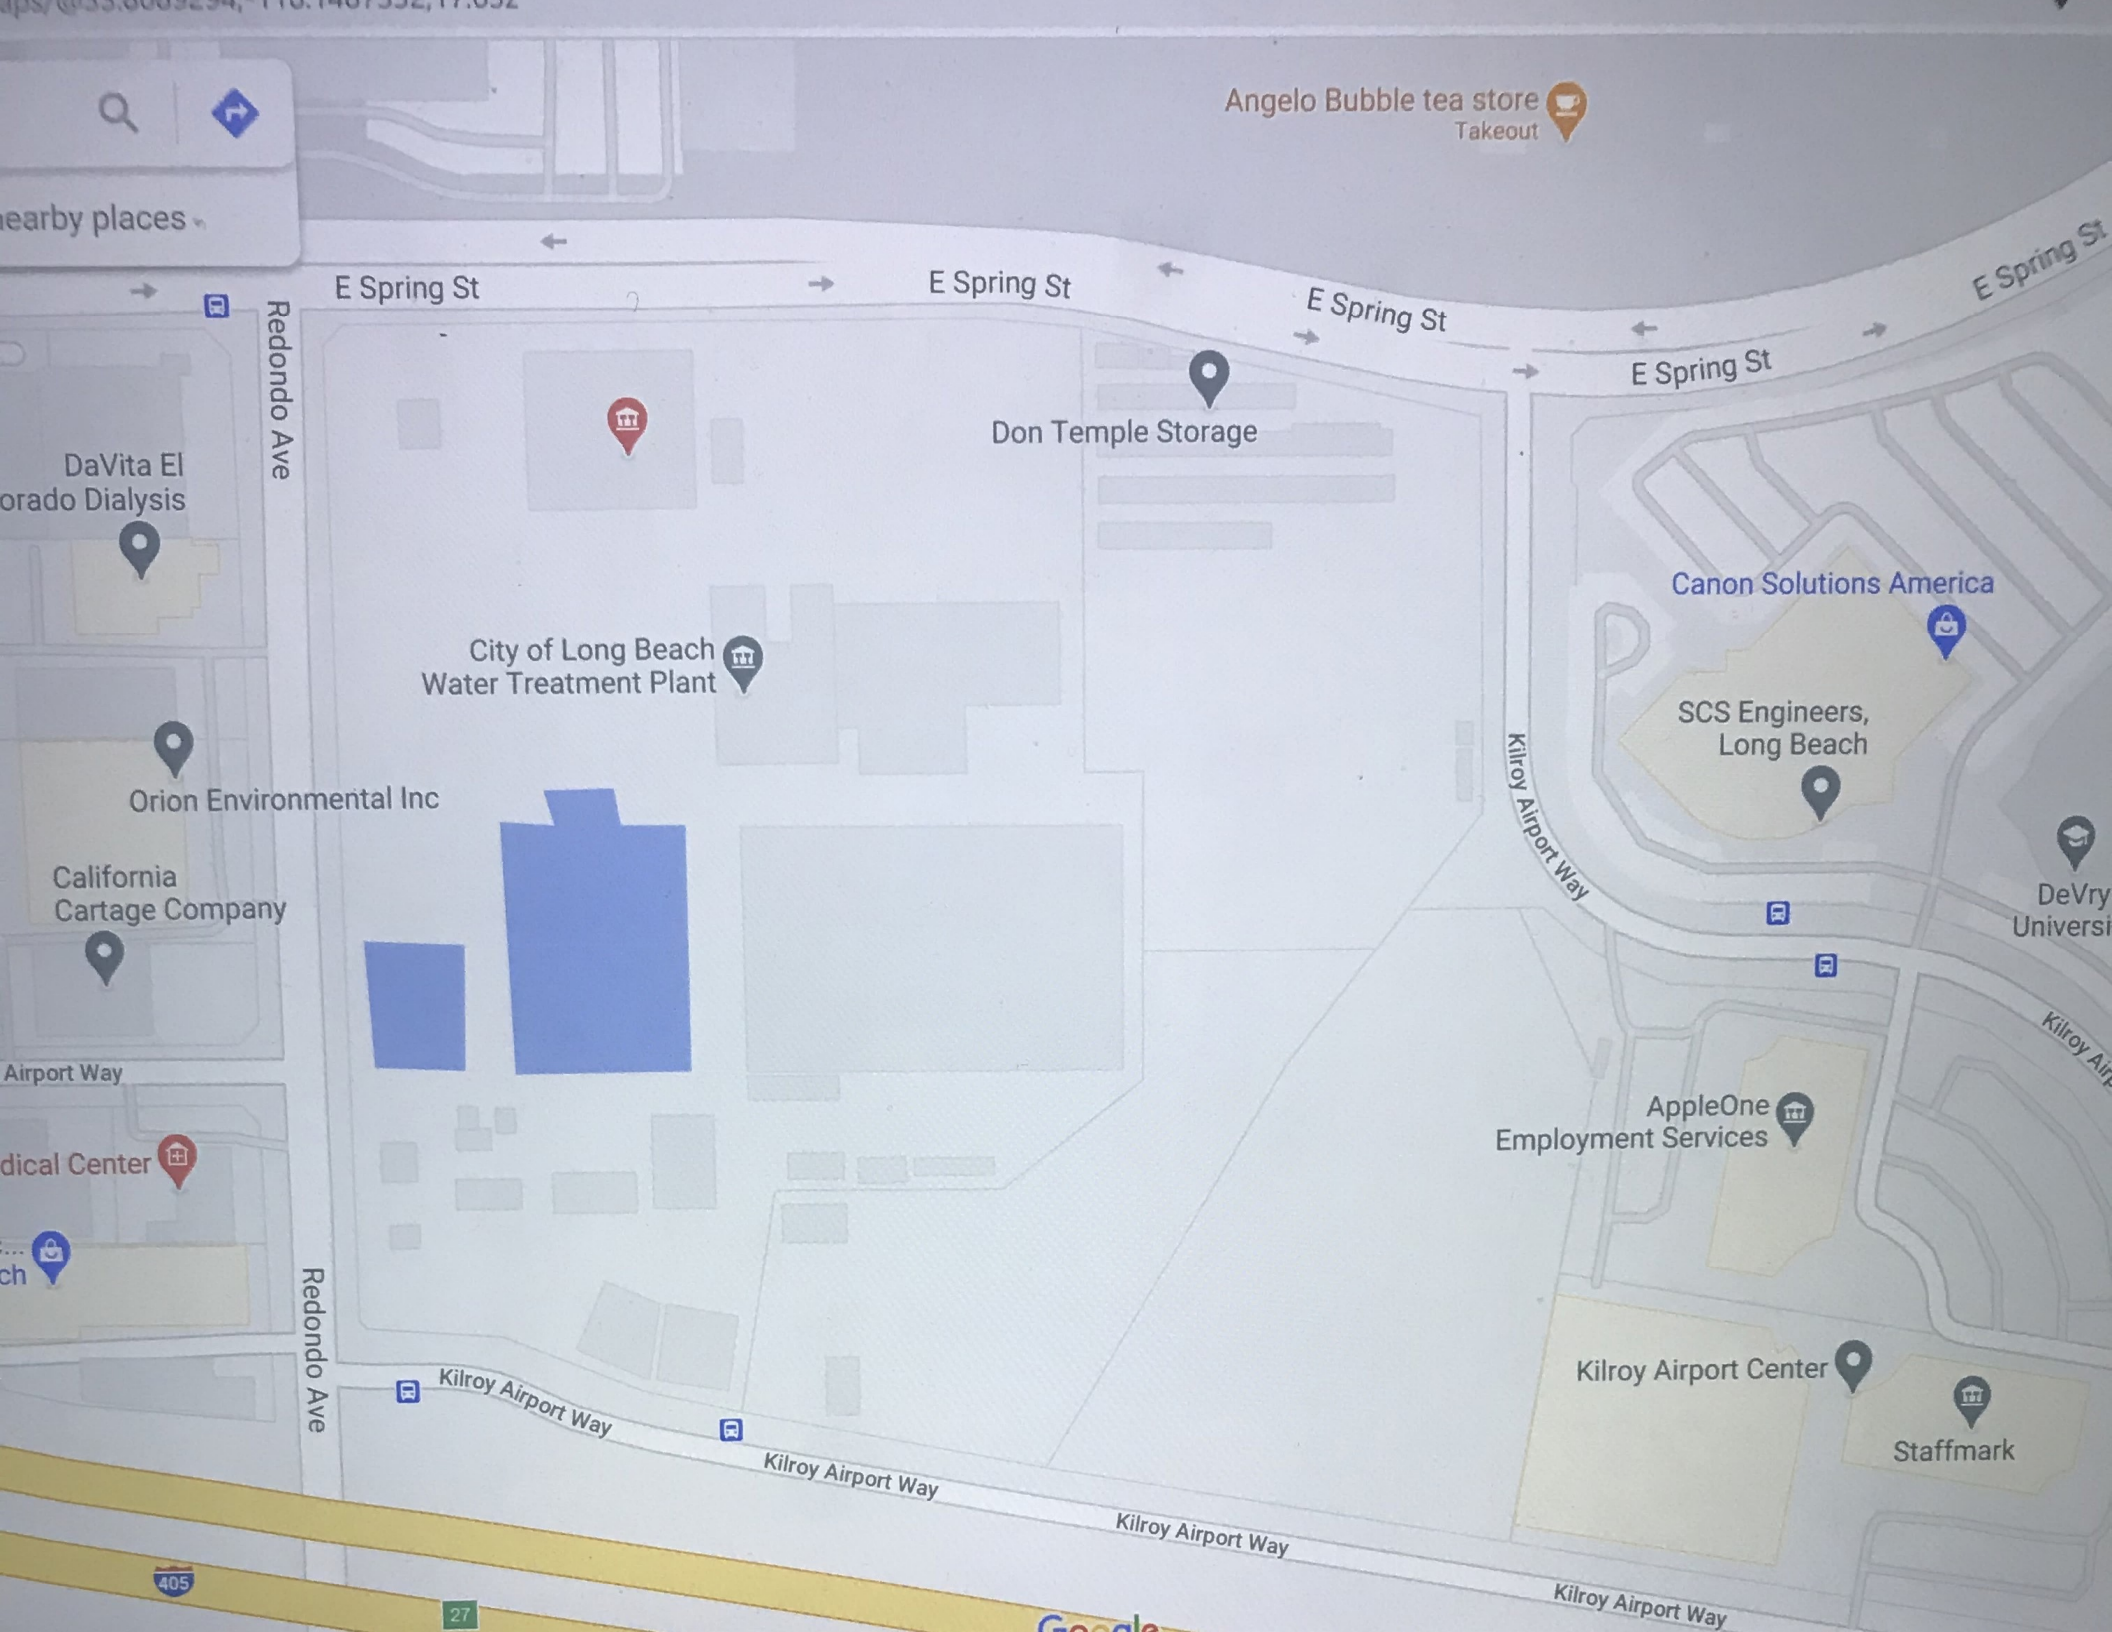 Angelo Bubble tea store
Takeout
nearby places
E Spring St
E Spring St
E Spring St
E Spring St
E Spring St
Redondo Ave
Don Temple Storage
DaVita El
orado Dialysis
Canon Solutions America
City of Long Beach
Water Treatment Plant
SCS Engineers,
Long Beach
Kilroy Airport Way
Orion Environmental Inc
California
Cartage Company
DeVry
Universi
Kilroy Air
Airport Way
AppleOne
Employment Services
dical Center
ch
Redondo Ave
Kilroy Airport Center
Kilroy Airport Way
Staffmark
Kilroy Airport Way
Kilroy Airport Way
Kilroy Airport Way
405
27
Google